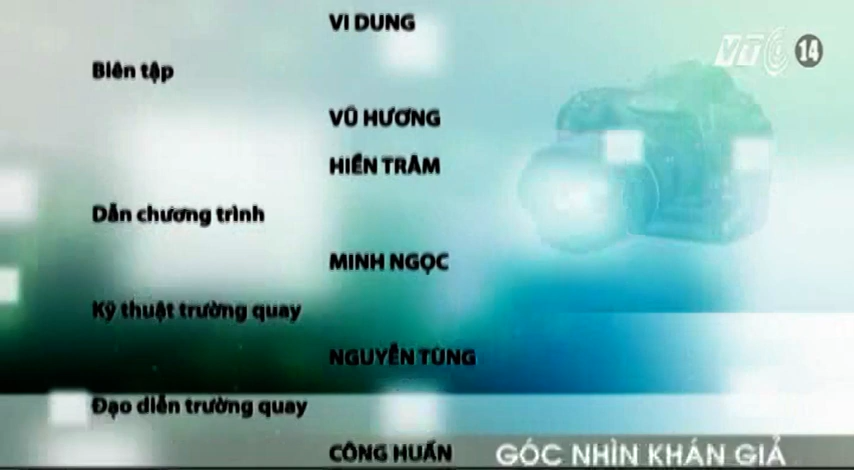 VI DUNG
VTC 14
Biên tập
VŨ HƯƠNG
HIỀN TRÂM
Dẫn chương trình
MINH NGỌC
Kỹ thuật trường quay
NGUYỄN TÙNG
Đạo diễn trường quay
CÔNG HUẤN
GÓC NHÌN KHÁN GIẢ